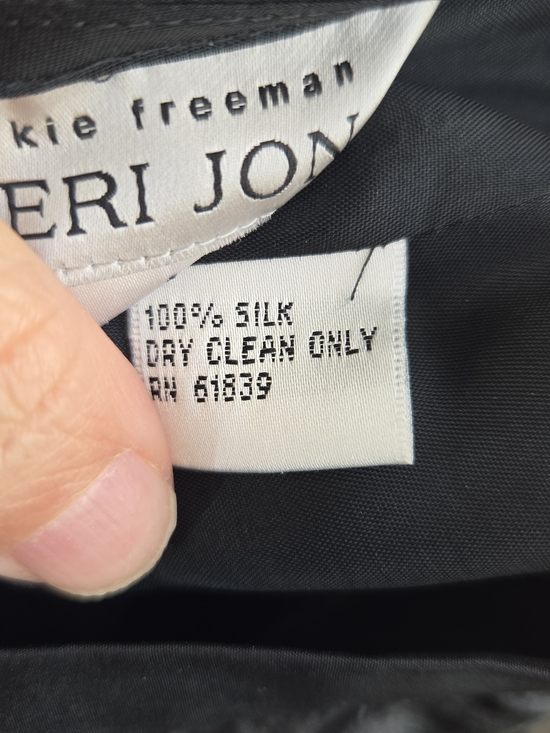 kie freeman
ERI JON
100% SILK
DRY CLEAN ONLY
RN 61839